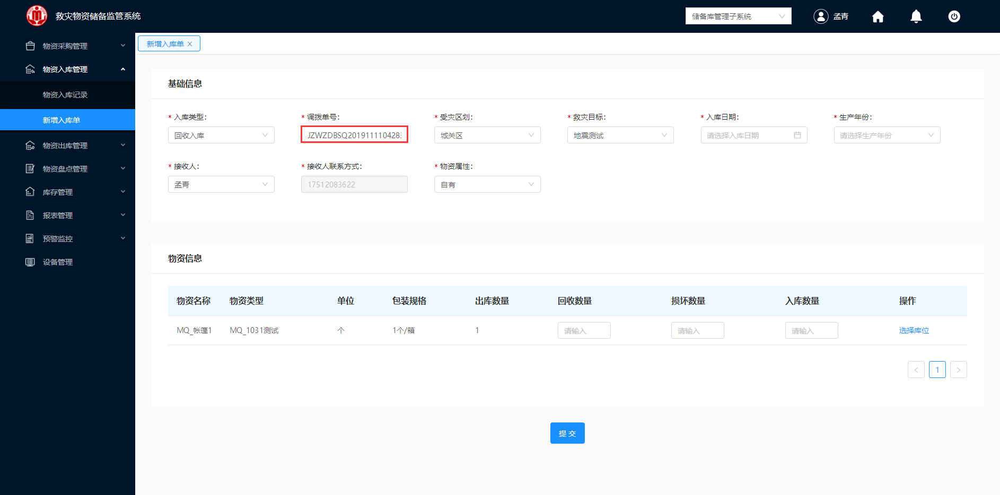 救灾物资储备监管系统
储备库管理子系统
孟青
物资采购管理
物资入库管理
物资入库记录
新增入库单
物资出库管理
物资盘点管理
库存管理
报表管理
预警监控
设备管理
新增入库单
基础信息
* 入库类型: * 调拨单号: * 受灾区划: * 救灾目标: * 入库日期: * 生产年份:
回收入库 JZWZDBSQ201911110428 城关区 地震测试 请选择入库日期 请选择生产年份
* 接收人: * 接收人联系方式: * 物资属性:
孟青 17512083622 自有
物资信息
物资名称 物资类型 单位 包装规格 出库数量 回收数量 损坏数量 入库数量 操作
MQ_帐篷1 MQ_1031测试 个 1个/箱 1 请输入 请输入 请输入 选择库位
< 1 >
提 交